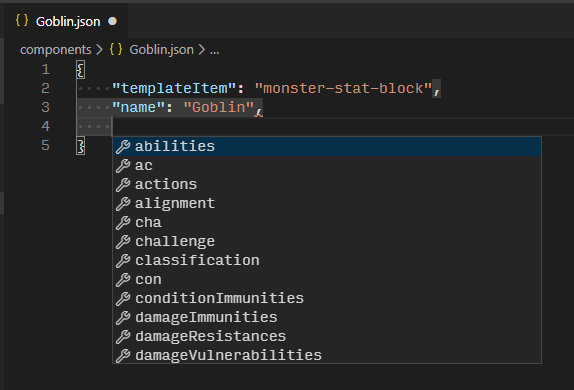 { } Goblin.json ●
components > { } Goblin.json > ...
1 {
2 "templateItem": "monster-stat-block",
3 "name": "Goblin",
4
5 }
abilities
ac
actions
alignment
cha
challenge
classification
con
conditionImmunities
damageImmunities
damageResistances
damageVulnerabilities